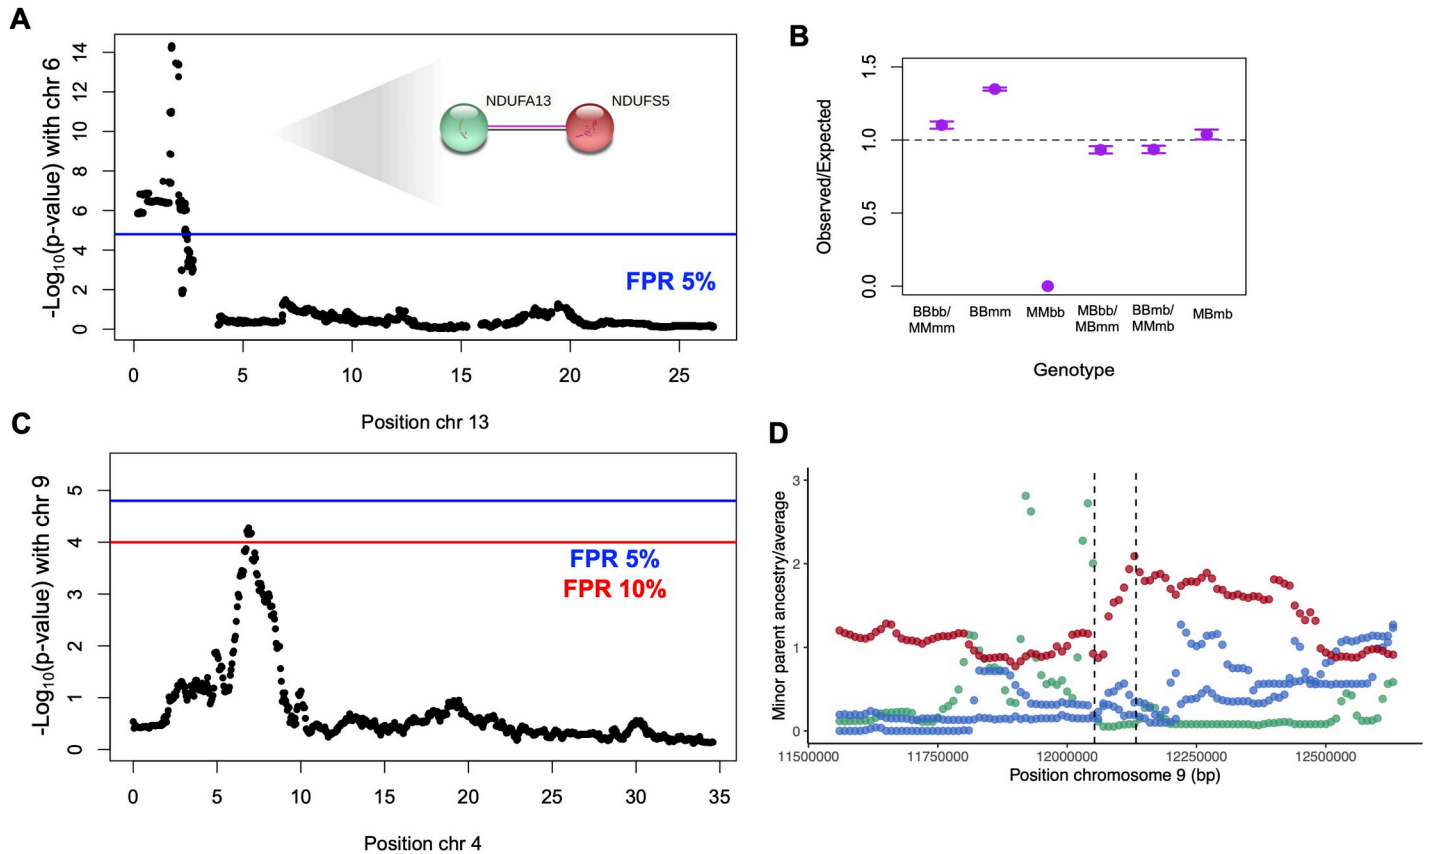 A
-Log10(p-value) with chr 6
14
12
10
8
6
4
2
0
NDUFA13
NDUFS5
FPR 5%
0 5 10 15 20 25
Position chr 13
B
Observed/Expected
1.5
1.0
0.5
0.0
BBbb/ BBmm MMbb MBbb/ BBmb/ MBmb
MMmm MBmm MMmb
Genotype
C
-Log10(p-value) with chr 9
5
4
3
2
1
0
FPR 5%
FPR 10%
0 5 10 15 20 25 30 35
Position chr 4
D
Minor parent ancestry/average
3
2
1
0
11500000 11750000 12000000 12250000 12500000
Position chromosome 9 (bp)